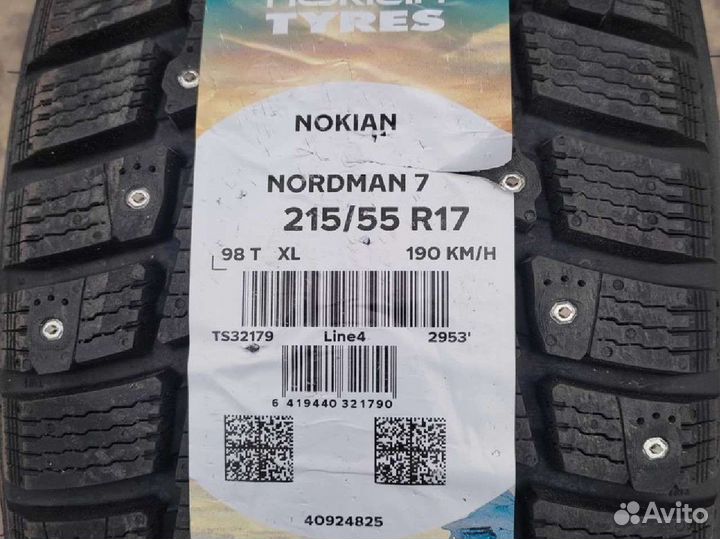 TYRES
NOKIAN
NORDMAN 7
215/55 R17
98 T XL 190 KM/H
TS32179 Line4 2953'
6 419440 321790
40924825
Avito